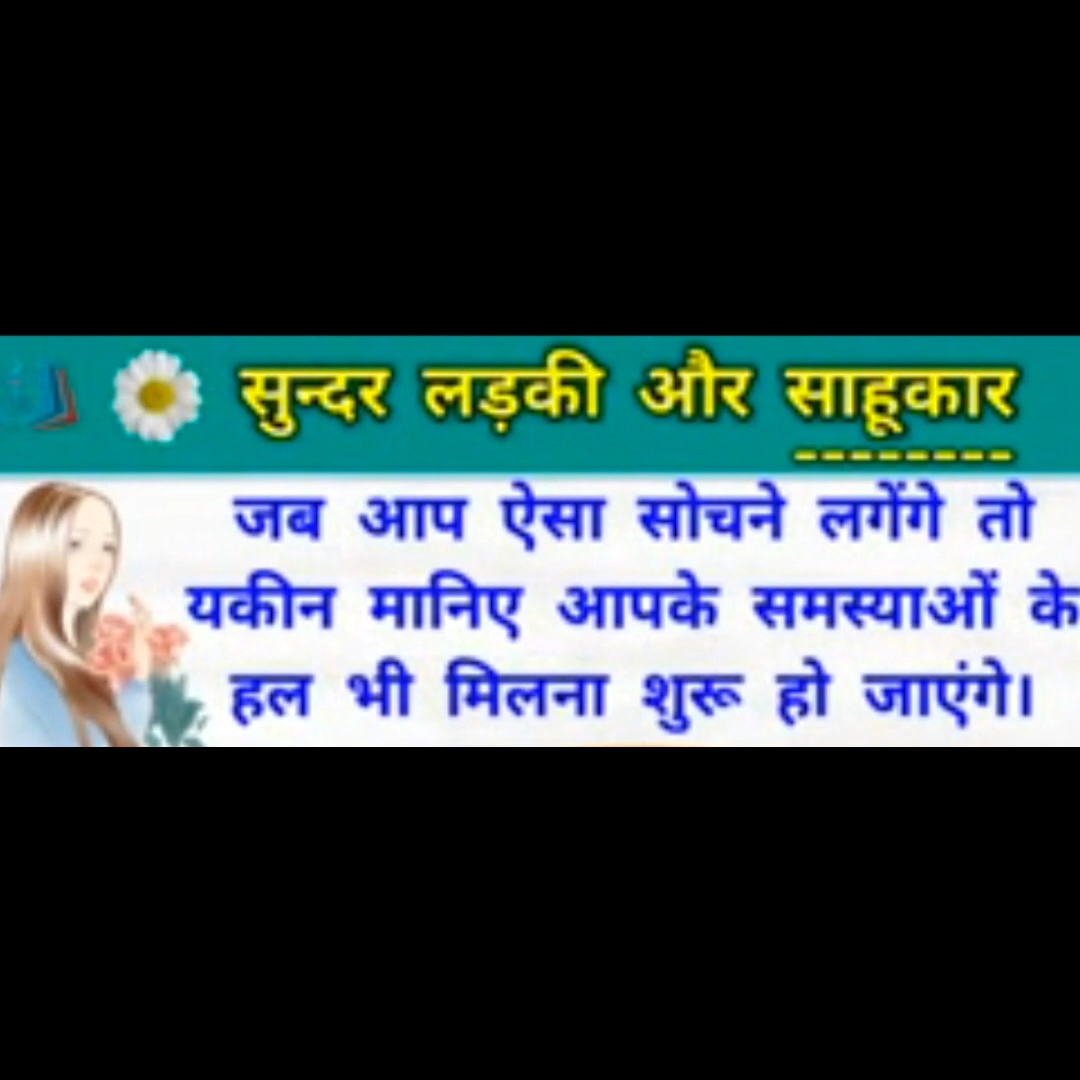 सुन्दर लड़की और साहूकार
जब आप ऐसा सोचने लगेंगे तो
यकीन मानिए आपके समस्याओं के
हल भी मिलना शुरू हो जाएंगे।